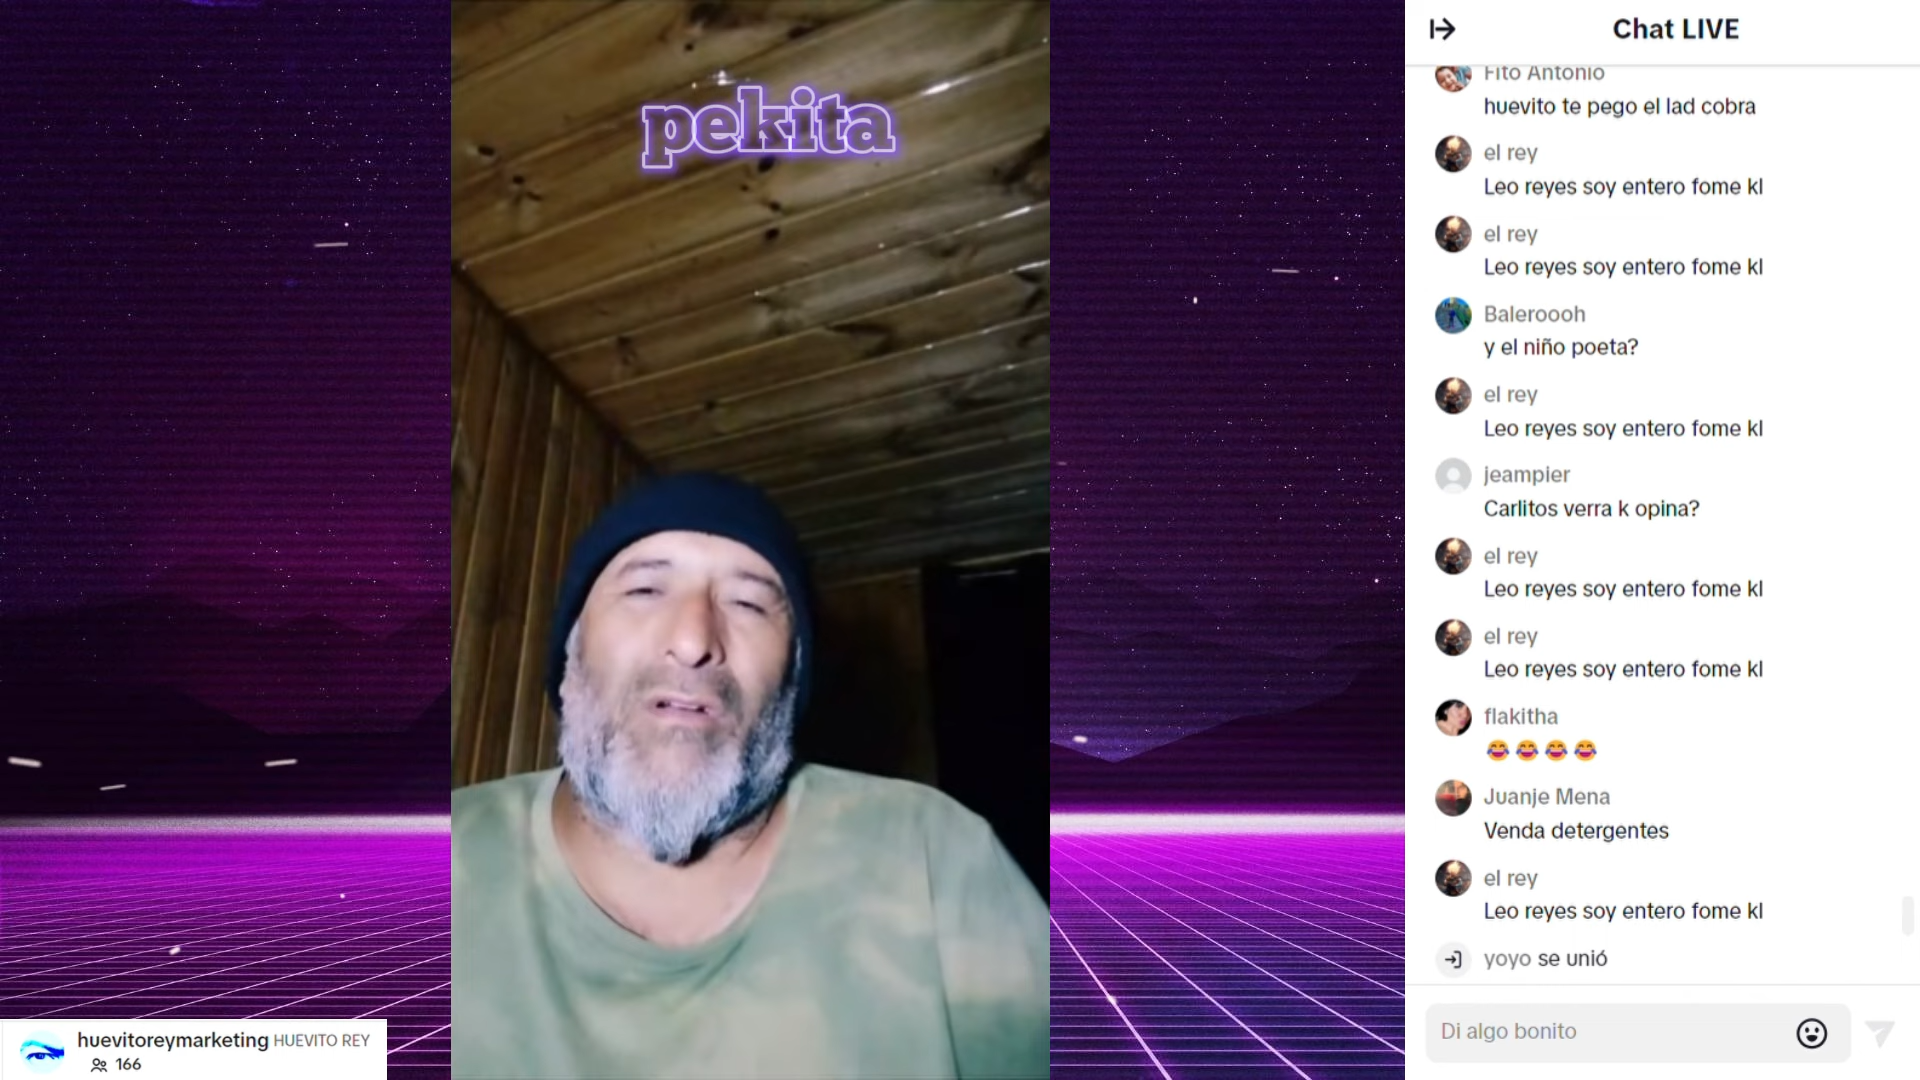 pekita
Chat LIVE
Fito Antonio
huevito te pego el lad cobra
el rey
Leo reyes soy entero fome kl
el rey
Leo reyes soy entero fome kl
Baleroooh
y el niño poeta?
el rey
Leo reyes soy entero fome kl
jeampier
Carlitos verra k opina?
el rey
Leo reyes soy entero fome kl
el rey
Leo reyes soy entero fome kl
flakitha
😂😂😂😂
Juanje Mena
Venda detergentes
el rey
Leo reyes soy entero fome kl
yoyo se unió
Di algo bonito
huevitoreymarketing HUEVITO REY
166